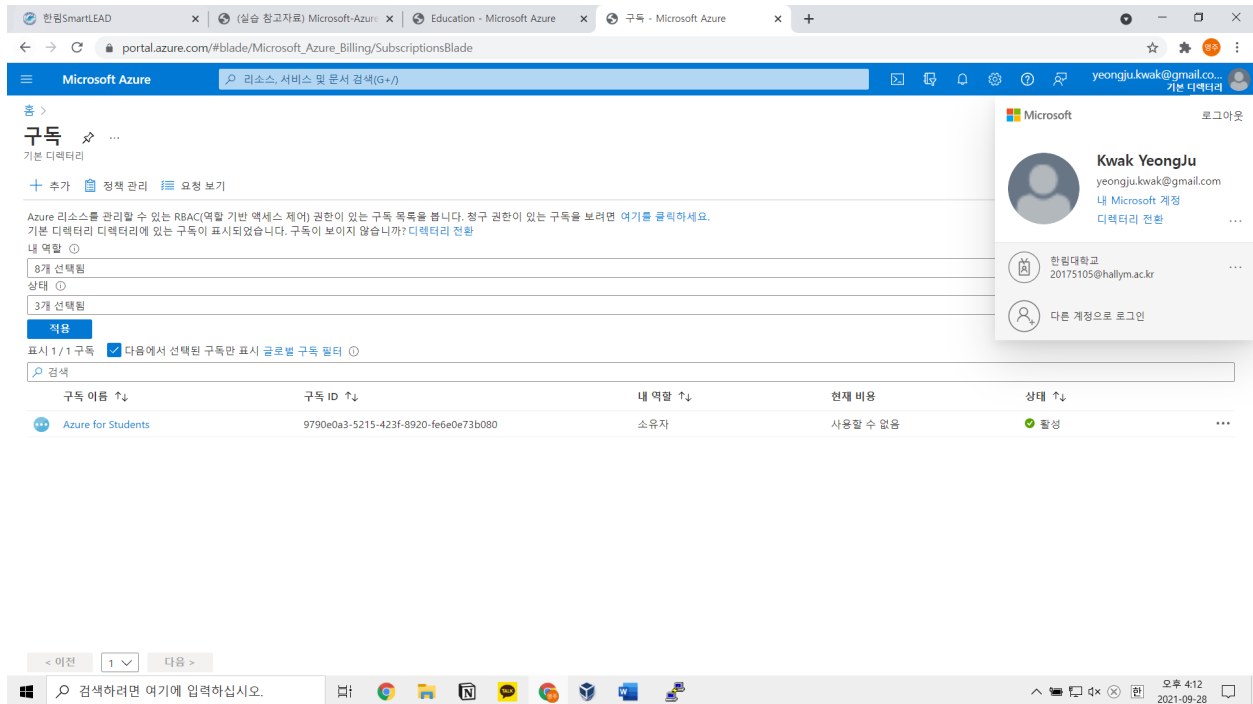 한림SmartLEAD
(실습 참고자료) Microsoft-Azure
Education - Microsoft Azure
구독 - Microsoft Azure
portal.azure.com/#blade/Microsoft_Azure_Billing/SubscriptionsBlade
영주
Microsoft Azure
리소스, 서비스 및 문서 검색(G+/)
yeongju.kwak@gmail.co...
기본 디렉터리
홈 >
구독
...
기본 디렉터리
추가
정책 관리
요청 보기
Azure 리소스를 관리할 수 있는 RBAC(역할 기반 액세스 제어) 권한이 있는 구독 목록을 봅니다. 청구 권한이 있는 구독을 보려면 여기를 클릭하세요.
기본 디렉터리 디렉터리에 있는 구독이 표시되었습니다. 구독이 보이지 않습니까? 디렉터리 전환
내 역할
8개 선택됨
상태
3개 선택됨
적용
표시 1 / 1 구독 다음에서 선택된 구독만 표시 글로벌 구독 필터
검색
구독 이름 ↑↓ 구독 ID ↑↓ 내 역할 ↑↓ 현재 비용 상태 ↑↓
Azure for Students 9790e0a3-5215-423f-8920-fe6e0e73b080 소유자 사용할 수 없음 활성 ...
Microsoft 로그아웃
Kwak YeongJu
yeongju.kwak@gmail.com
내 Microsoft 계정
디렉터리 전환 ...
한림대학교
20175105@hallym.ac.kr ...
다른 계정으로 로그인
< 이전 1 다음 >
검색하려면 여기에 입력하십시오.
TALK
한
오후 4:12
2021-09-28